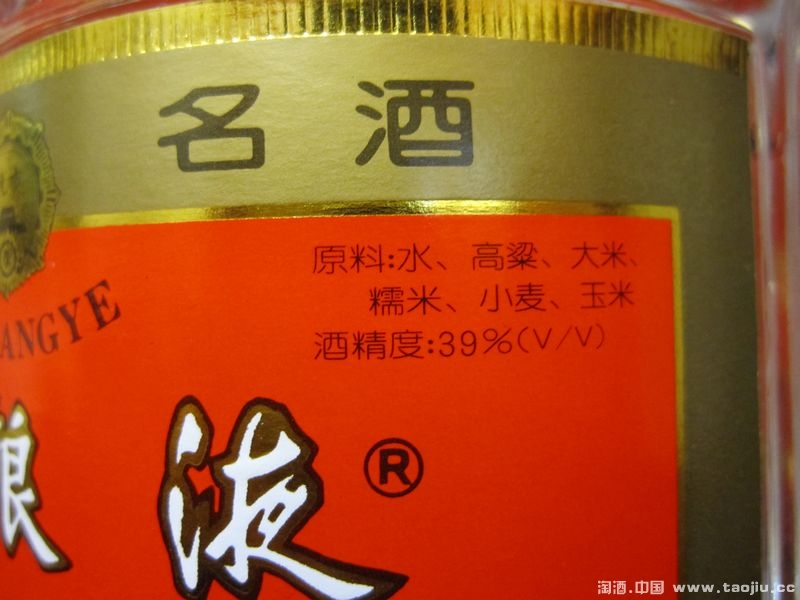 名酒
原料:水、高粱、大米、
糯米、小麦、玉米
酒精度:39%(V/V)
ANGYE
液®
淘酒.中国 www.taojiu.cc